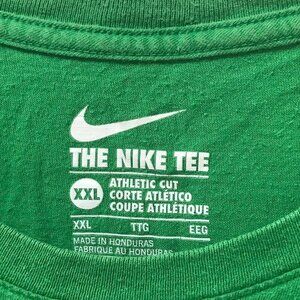 THE NIKE TEE
XXL
ATHLETIC CUT
CORTE ATLÉTICO
COUPE ATHLÉTIQUE
XXL TTG EEG
MADE IN HONDURAS
FABRIQUÉ AU HONDURAS